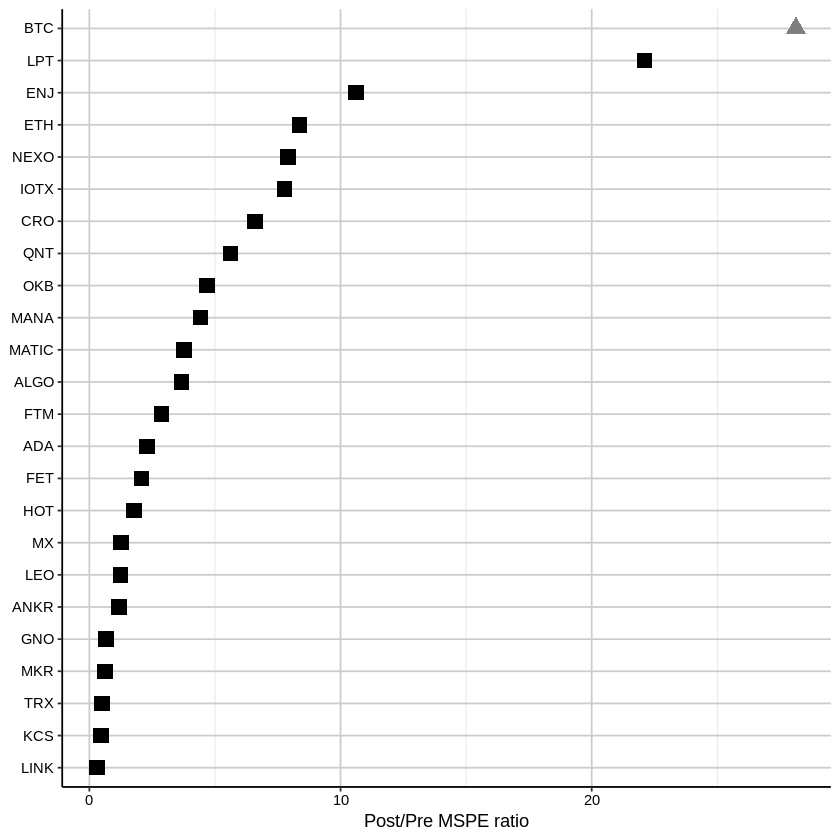 BTC
LPT
ENJ
ETH
NEXO
IOTX
CRO
QNT
OKB
MANA
MATIC
ALGO
FTM
ADA
FET
HOT
MX
LEO
ANKR
GNO
MKR
TRX
KCS
LINK
0 10 20
Post/Pre MSPE ratio